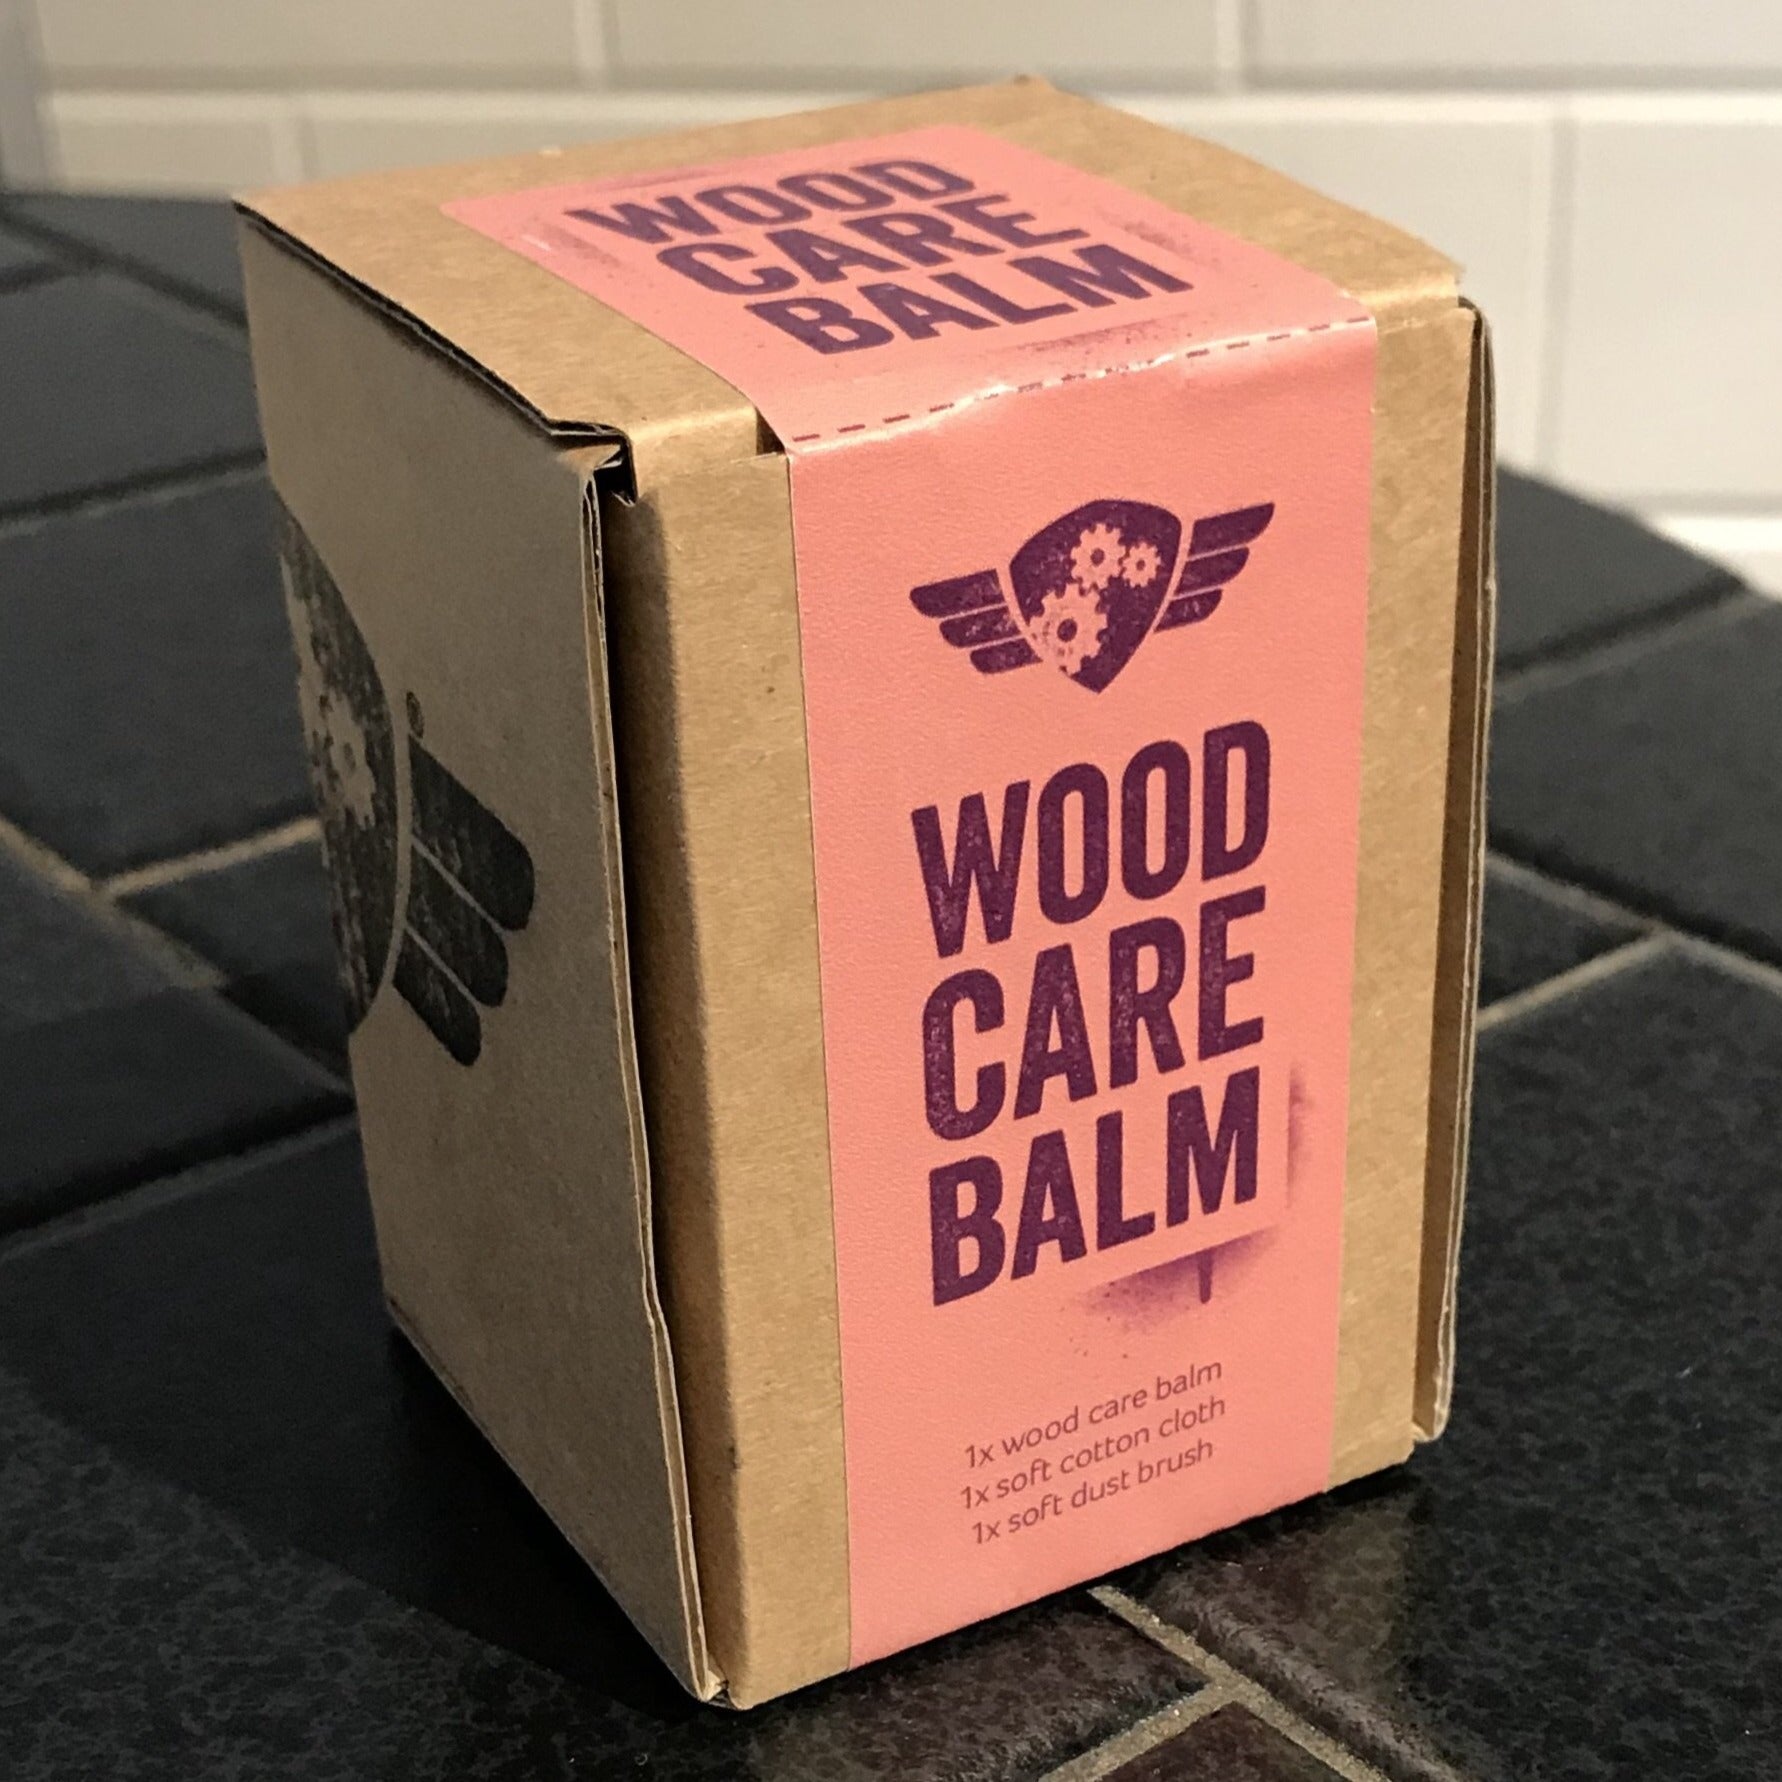 WOOD
CARE
BALM
®
WOOD
CARE
BALM
1x wood care balm
1x soft cotton cloth
1x soft dust brush